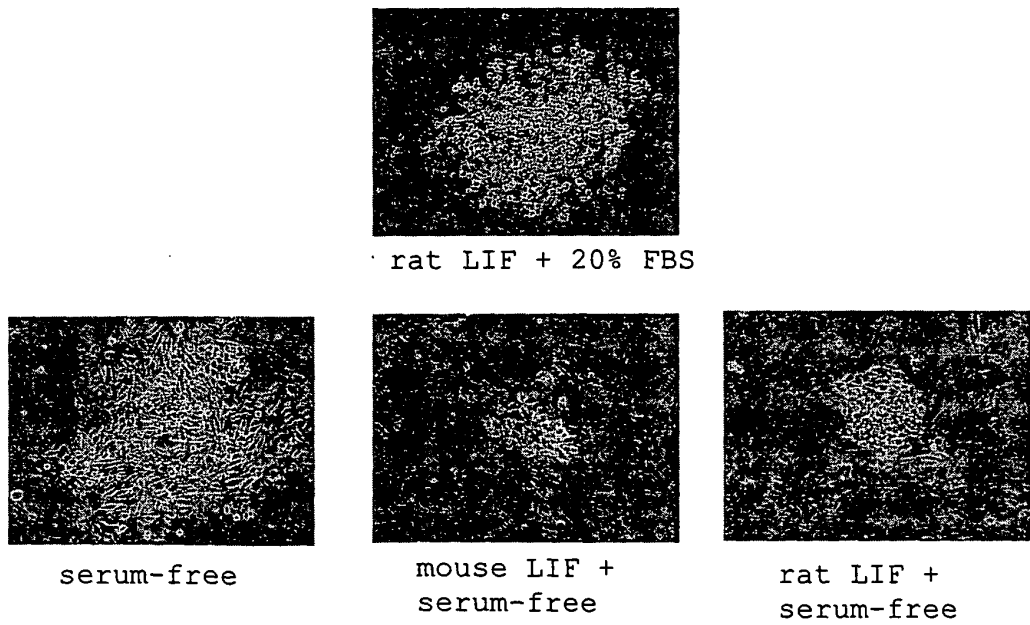 rat LIF + 20% FBS
serum-free
mouse LIF +
serum-free
rat LIF +
serum-free